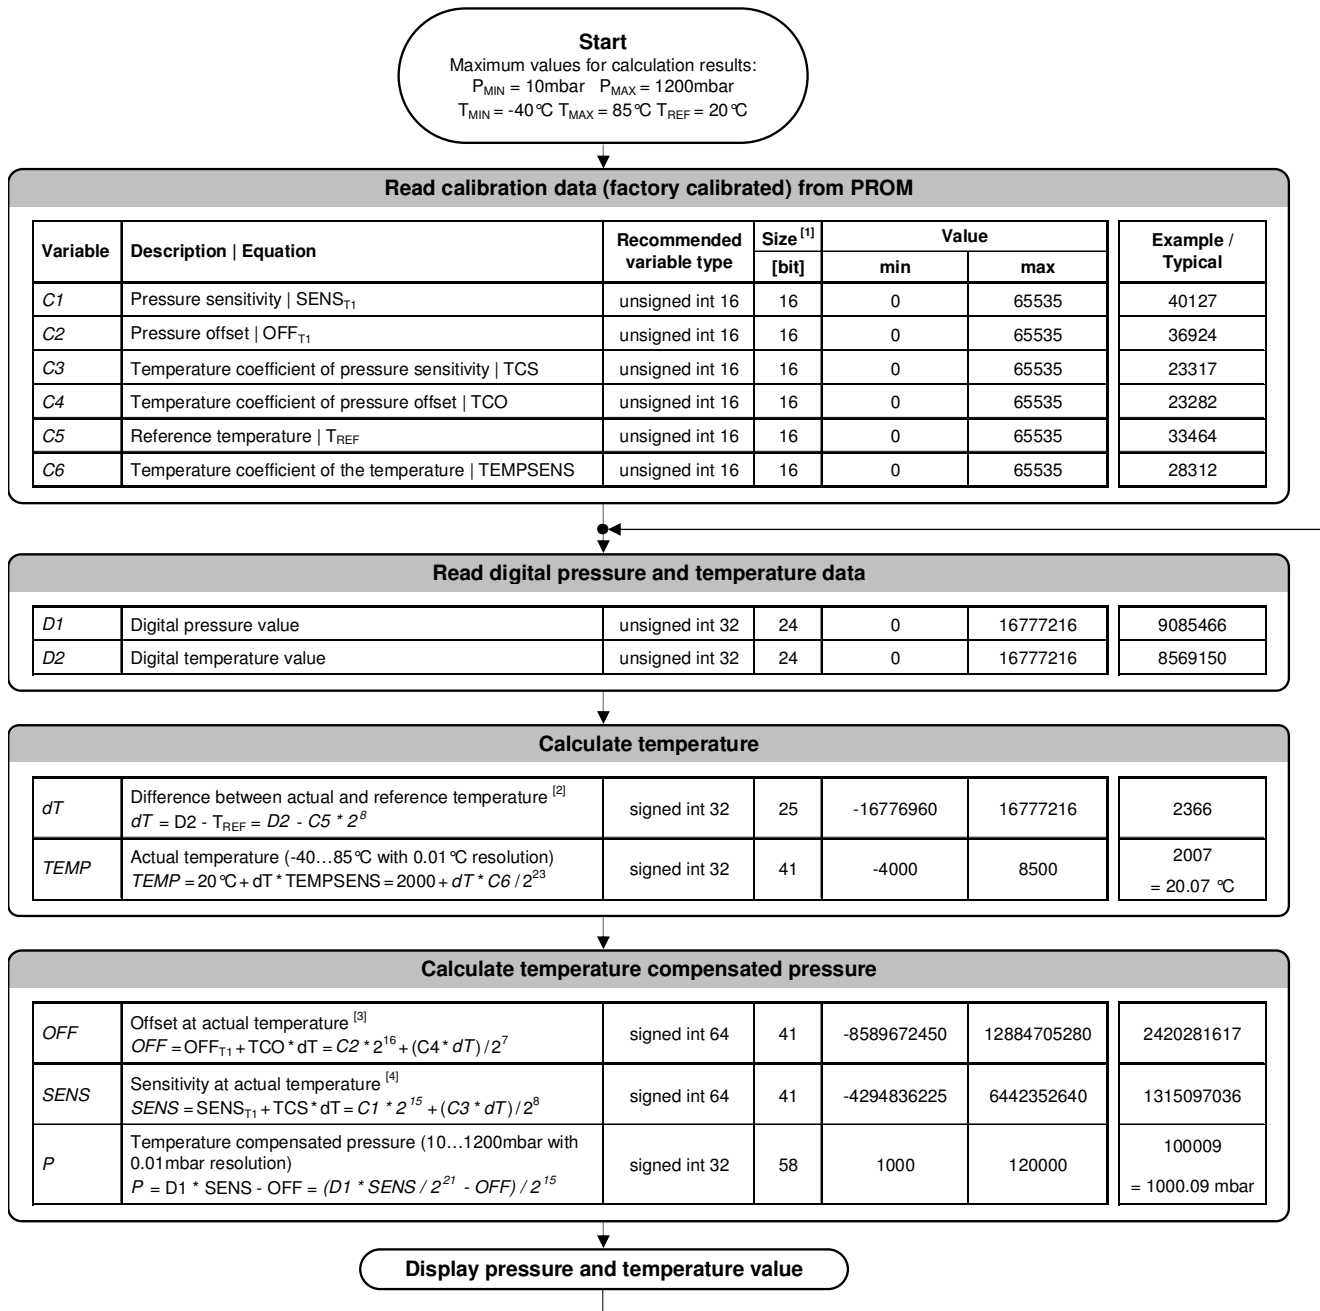 Start
Maximum values for calculation results:
PMIN = 10mbar PMAX = 1200mbar
TMIN = -40°C TMAX = 85°C TREF = 20°C
Read calibration data (factory calibrated) from PROM
Variable Description | Equation Recommended variable type Size [1] [bit] Value min max Example / Typical
C1 Pressure sensitivity | SENST1 unsigned int 16 16 0 65535 40127
C2 Pressure offset | OFFT1 unsigned int 16 16 0 65535 36924
C3 Temperature coefficient of pressure sensitivity | TCS unsigned int 16 16 0 65535 23317
C4 Temperature coefficient of pressure offset | TCO unsigned int 16 16 0 65535 23282
C5 Reference temperature | TREF unsigned int 16 16 0 65535 33464
C6 Temperature coefficient of the temperature | TEMPSENS unsigned int 16 16 0 65535 28312
Read digital pressure and temperature data
D1 Digital pressure value unsigned int 32 24 0 16777216 9085466
D2 Digital temperature value unsigned int 32 24 0 16777216 8569150
Calculate temperature
dT Difference between actual and reference temperature [2]
dT = D2 - TREF = D2 - C5 * 2^8 signed int 32 25 -16776960 16777216 2366
TEMP Actual temperature (-40…85°C with 0.01°C resolution)
TEMP = 20°C + dT * TEMPSENS = 2000 + dT * C6 / 2^23 signed int 32 41 -4000 8500 2007
= 20.07 °C
Calculate temperature compensated pressure
OFF Offset at actual temperature [3]
OFF = OFFT1 + TCO * dT = C2 * 2^16 + (C4 * dT) / 2^7 signed int 64 41 -8589672450 12884705280 2420281617
SENS Sensitivity at actual temperature [4]
SENS = SENST1 + TCS * dT = C1 * 2^15 + (C3 * dT) / 2^8 signed int 64 41 -4294836225 6442352640 1315097036
P Temperature compensated pressure (10…1200mbar with
0.01mbar resolution)
P = D1 * SENS - OFF = (D1 * SENS / 2^21 - OFF) / 2^15 signed int 32 58 1000 120000 100009
= 1000.09 mbar
Display pressure and temperature value